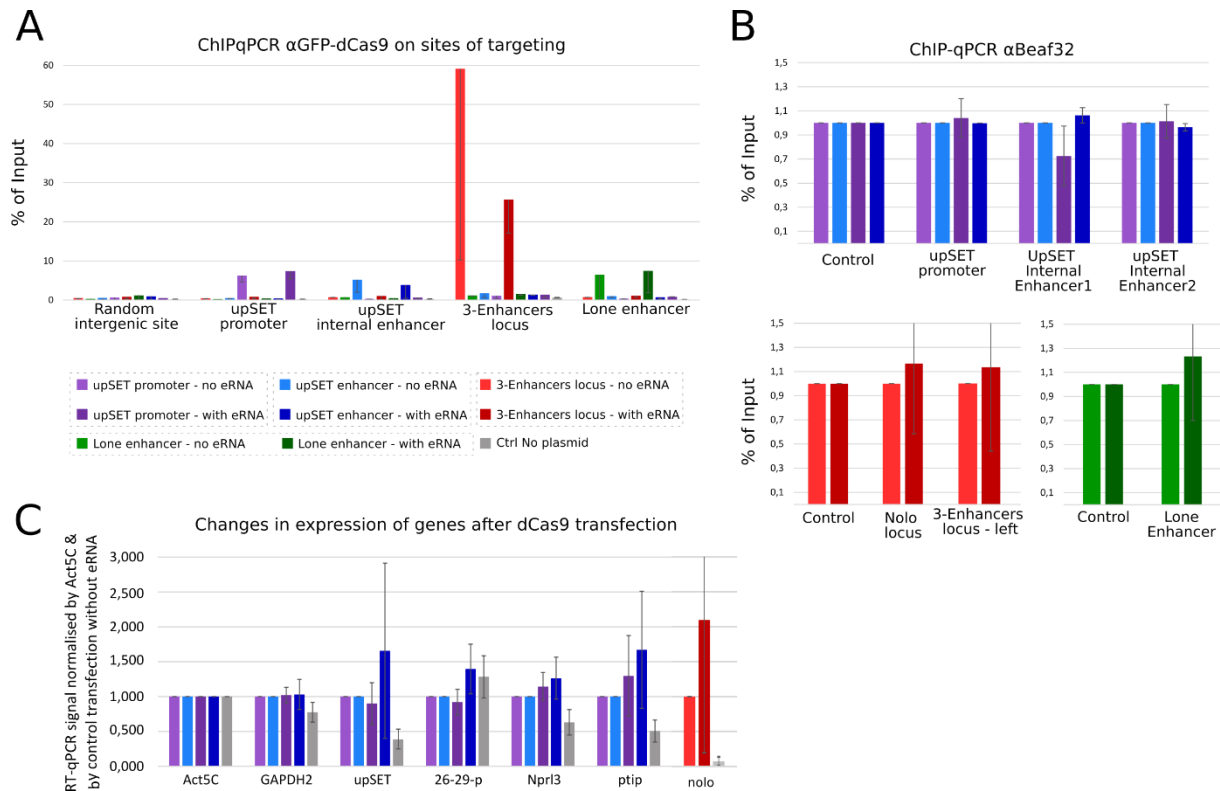 A
ChIPqPCR αGFP-dCas9 on sites of targeting
% of Input
60
50
40
30
20
10
0
Random
intergenic site
upSET
promoter
upSET
internal enhancer
3-Enhancers
locus
Lone enhancer
upSET promoter - no eRNA
upSET enhancer - no eRNA
3-Enhancers locus - no eRNA
upSET promoter - with eRNA
upSET enhancer - with eRNA
3-Enhancers locus - with eRNA
Lone enhancer - no eRNA
Lone enhancer - with eRNA
Ctrl No plasmid
B
ChIP-qPCR αBeaf32
% of Input
1,5
1,3
1,1
0,9
0,7
0,5
0,3
0,1
Control
upSET
promoter
UpSET
Internal
Enhancer1
upSET
Internal
Enhancer2
% of Input
1,5
1,3
1,1
0,9
0,7
0,5
0,3
0,1
Control
Nolo
locus
3-Enhancers
locus - left
1,5
1,3
1,1
0,9
0,7
0,5
0,3
0,1
Control
Lone
Enhancer
C
Changes in expression of genes after dCas9 transfection
RT-qPCR signal normalised by Act5C &
by control transfection without eRNA
3,000
2,500
2,000
1,500
1,000
0,500
0,000
Act5C
GAPDH2
upSET
26-29-p
Nprl3
ptip
nolo